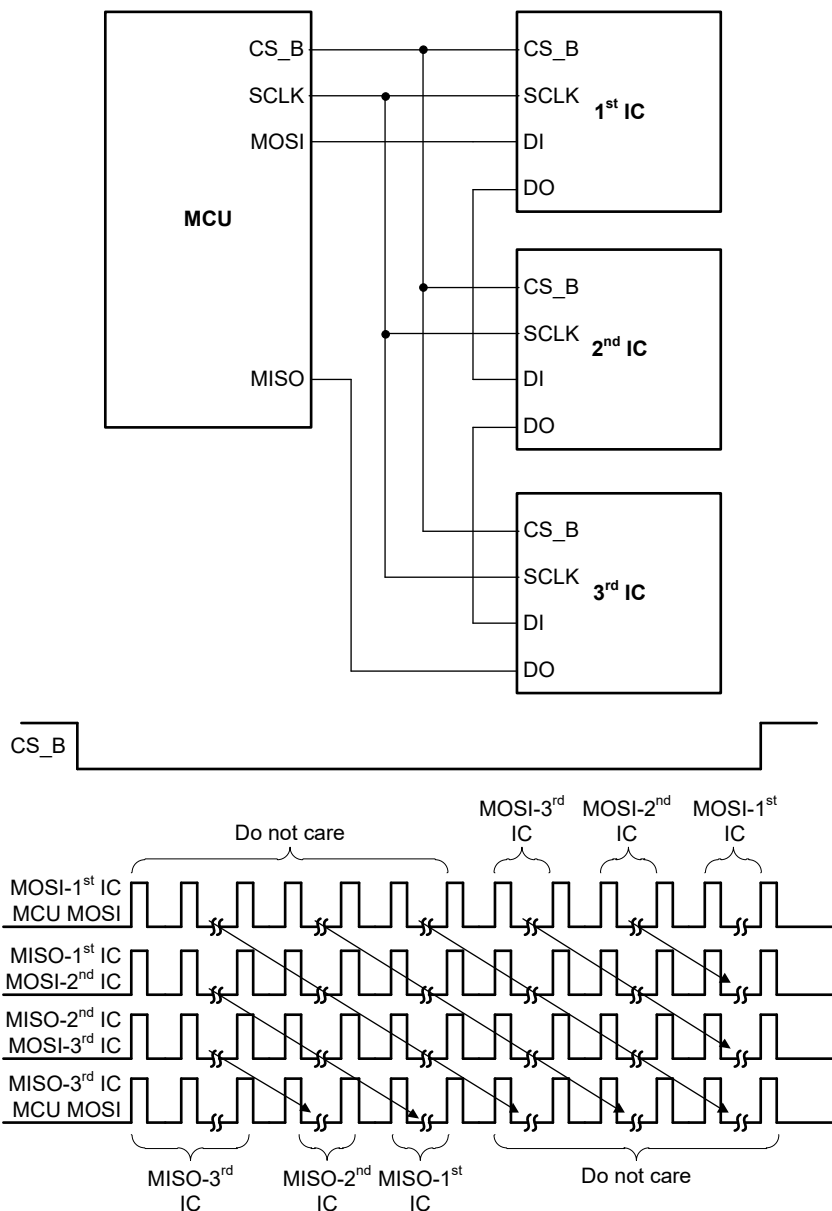 CS_B
SCLK
MOSI
MCU
MISO
CS_B
SCLK
1st IC
DI
DO
CS_B
SCLK
2nd IC
DI
DO
CS_B
SCLK
3rd IC
DI
DO
CS_B
Do not care
MOSI-3rd
IC
MOSI-2nd
IC
MOSI-1st
IC
MOSI-1st IC
MCU MOSI
MISO-1st IC
MOSI-2nd IC
MISO-2nd IC
MOSI-3rd IC
MISO-3rd IC
MCU MOSI
MISO-3rd
IC
MISO-2nd
IC
MISO-1st
IC
Do not care